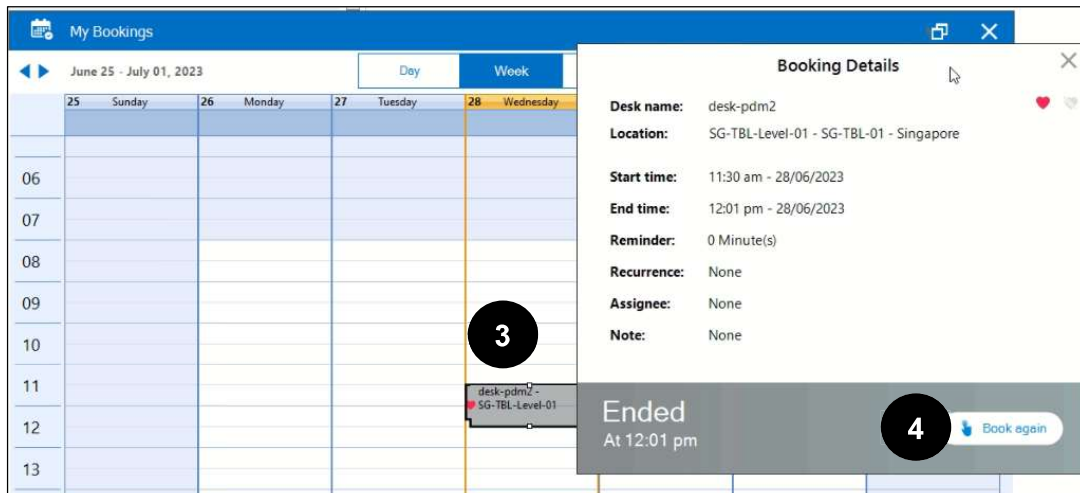 My Bookings
June 25 - July 01, 2023
Day
Week
25 Sunday
26 Monday
27 Tuesday
28 Wednesday
06
07
08
09
10
11
12
13
3
desk-pdm2 -
SG-TBL-Level-01
Booking Details
Desk name: desk-pdm2
Location: SG-TBL-Level-01 - SG-TBL-01 - Singapore
Start time: 11:30 am - 28/06/2023
End time: 12:01 pm - 28/06/2023
Reminder: 0 Minute(s)
Recurrence: None
Assignee: None
Note: None
Ended
At 12:01 pm
4
Book again